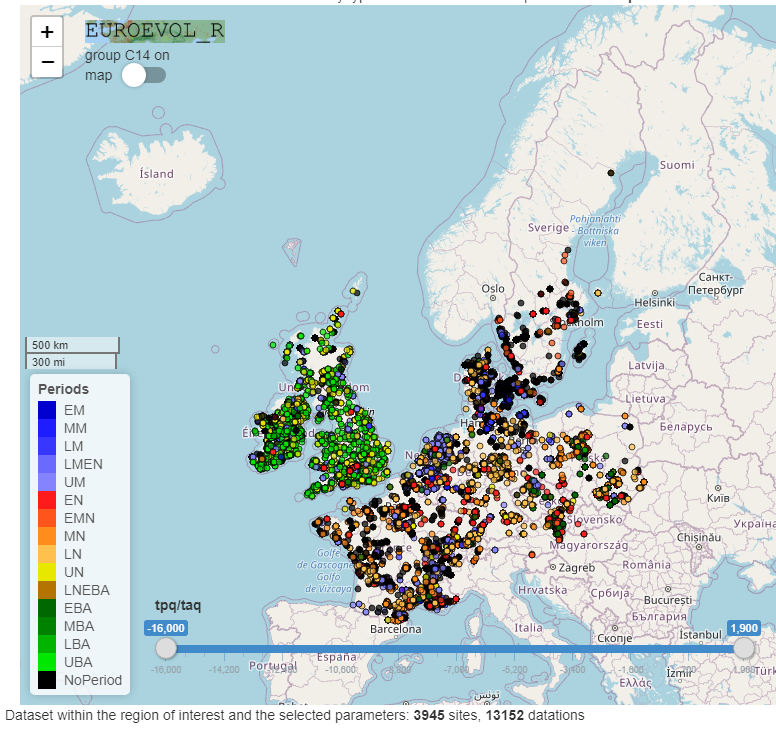 +
−
EUROEVOL_R
group C14 on
map
Ísland
Suomi
Sverige
Pohjanlahti
- Bottniska
viken
Санкт-
Петербург
Oslo
Helsinki
Eesti
Latvija
Lietuva
Беларусь
500 km
300 mi
Periods
EM
MM
LM
LMEN
UM
EN
EMN
MN
LN
UN
LNEBA
EBA
MBA
LBA
UBA
NoPeriod
Київ
Україна
Slovensko
Magyarország
Chișinău
Zagreb
România
Hrvatska
Србија
București
България
Golfe
de Gascogne
Golfo
de Vizcaya
Barcelona
Italia
Скопје
İstanbul
tpq/taq
-16,000
1,900
-16,000
-14,200
-10,600
-7,000
-5,200
-3,400
-1,600
1,900
Portugal
España
Ελλάς
İzmir
تونس
Dataset within the region of interest and the selected parameters: 3945 sites, 13152 datations